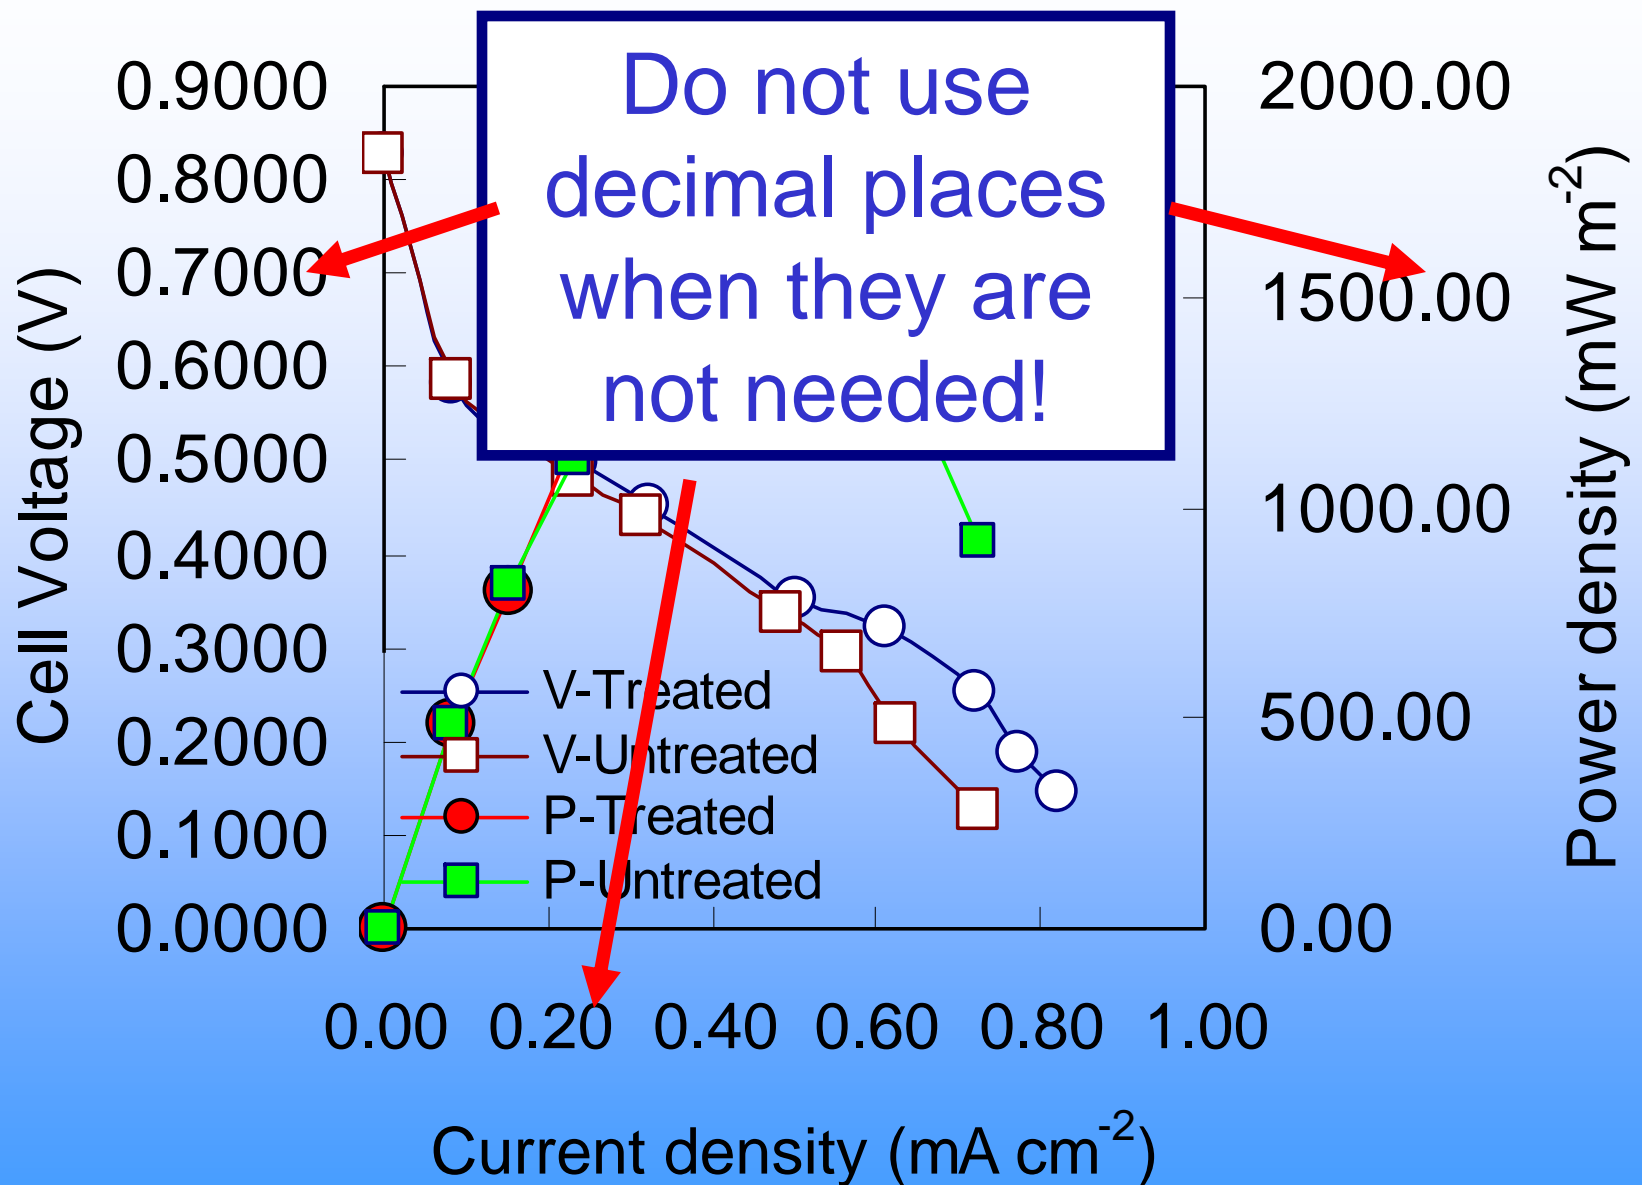 Do not use
decimal places
when they are
not needed!
0.9000
0.8000
0.7000
0.6000
0.5000
0.4000
0.3000
0.2000
0.1000
0.0000
Cell Voltage (V)
2000.00
1500.00
1000.00
500.00
0.00
Power density (mW m⁻²)
V-Treated
V-Untreated
P-Treated
P-Untreated
0.00 0.20 0.40 0.60 0.80 1.00
Current density (mA cm⁻²)